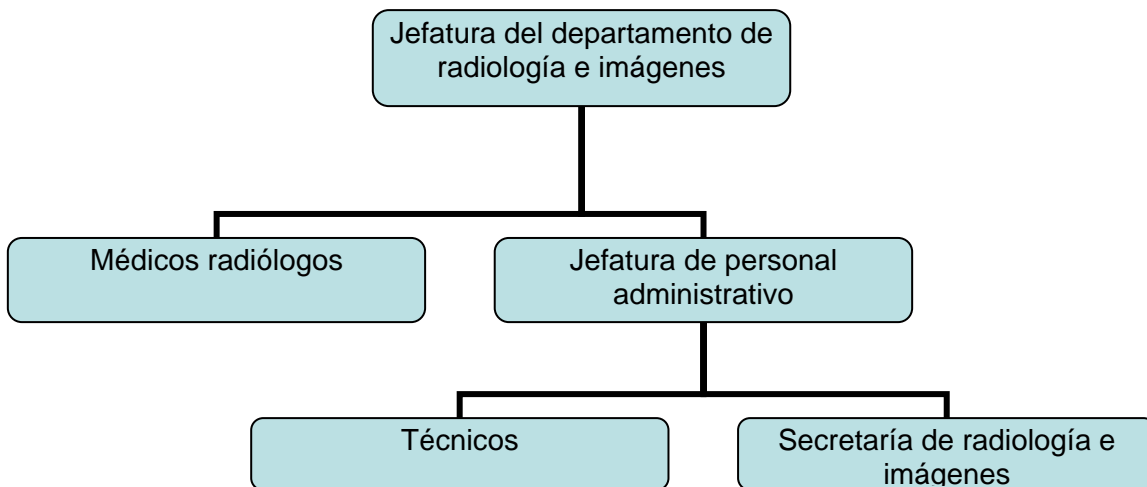 Jefatura del departamento de
radiología e imágenes
Médicos radiólogos
Jefatura de personal
administrativo
Técnicos
Secretaría de radiología e
imágenes